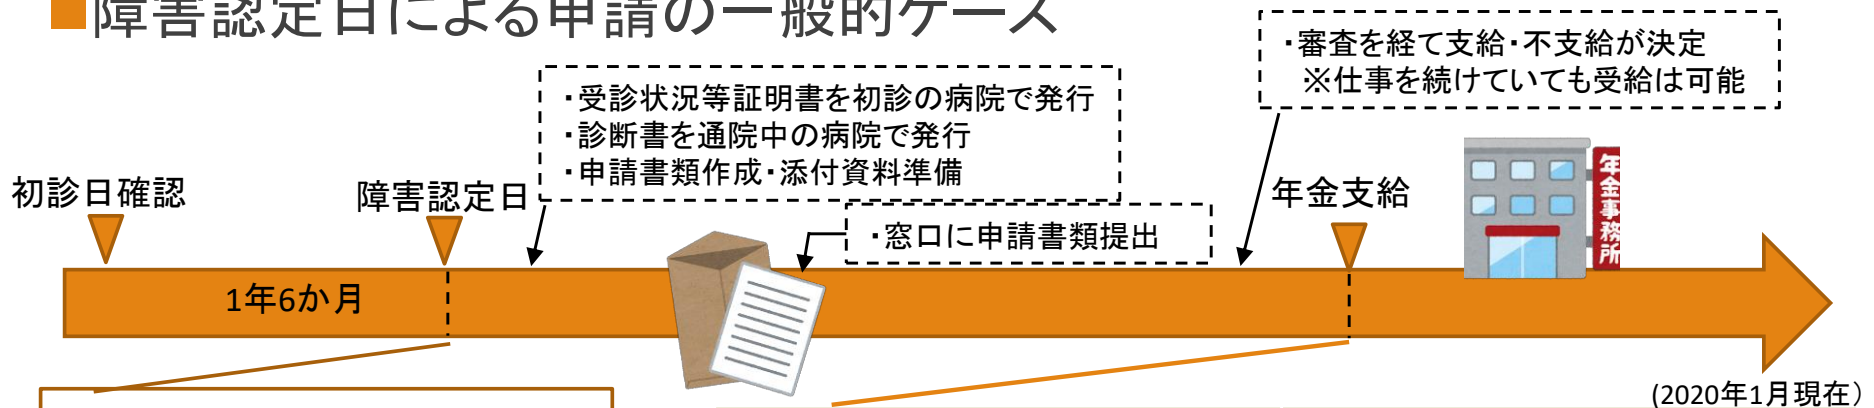 ■障害認定日による申請の一般的ケース
・審査を経て支給・不支給が決定
※仕事を続けていても受給は可能
・受診状況等証明書を初診の病院で発行
・診断書を通院中の病院で発行
・申請書類作成・添付資料準備
初診日確認
障害認定日
・窓口に申請書類提出
年金支給
年金事務所
1年6か月
(2020年1月現在)